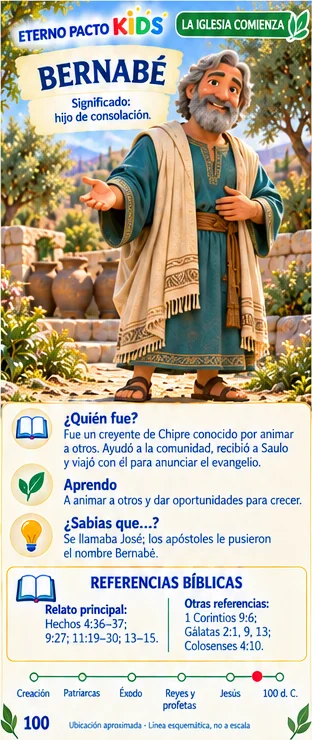 ETERNO PACTO KIDS
LA IGLESIA COMIENZA
BERNABÉ
Significado:
hijo de consolación.
¿Quién fue?
Fue un creyente de Chipre conocido por animar
a otros. Ayudó a la comunidad, recibió a Saulo
y viajó con él para anunciar el evangelio.
Aprendo
A animar a otros y dar oportunidades para crecer.
¿Sabias que...?
Se llamaba José; los apóstoles le pusieron
el nombre Bernabé.
REFERENCIAS BÍBLICAS
Relato principal:
Hechos 4:36–37;
9:27; 11:19–30; 13–15.
Otras referencias:
1 Corintios 9:6;
Gálatas 2:1, 9, 13;
Colosenses 4:10.
Creación
Patriarcas
Éxodo
Reyes y
profetas
Jesús
100 d. C.
100
Ubicación aproximada - Línea esquemática, no a escala